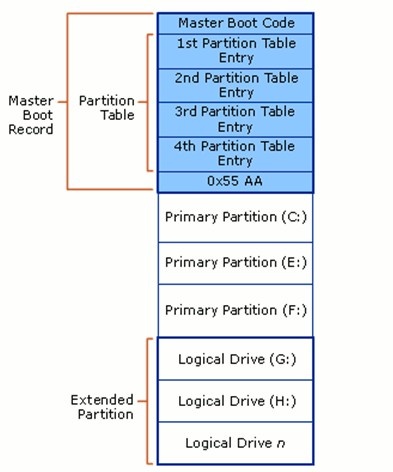 Master Boot Code
1st Partition Table
Entry
2nd Partition Table
Entry
3rd Partition Table
Entry
4th Partition Table
Entry
0x55 AA
Master
Boot
Record
Partition
Table
Primary Partition (C:)
Primary Partition (E:)
Primary Partition (F:)
Logical Drive (G:)
Logical Drive (H:)
Logical Drive n
Extended
Partition